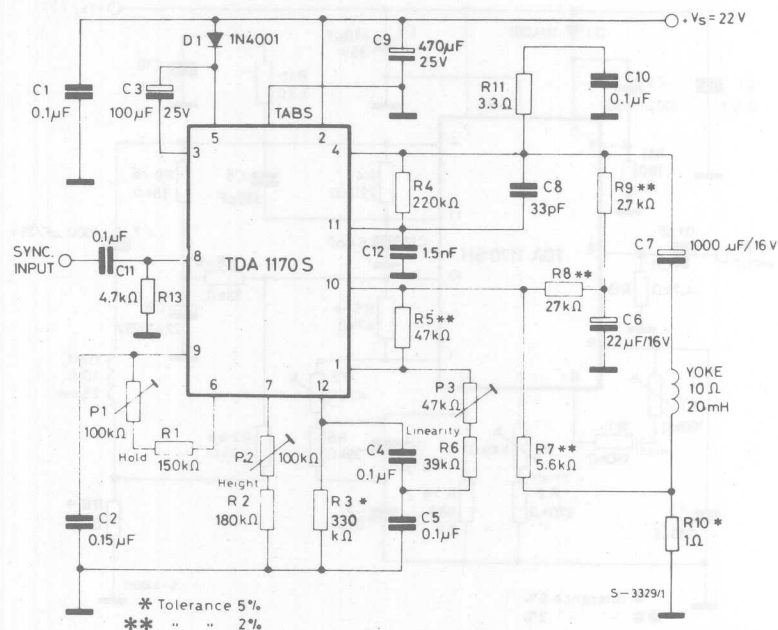 + Vs = 22 V
D1 1N4001
C9 470µF 25V
C1 0.1µF
C3 100µF 25V
R11 3.3Ω
C10 0.1µF
TABS
5
2
3
4
R4 220kΩ
C8 33pF
R9 ** 2.7 kΩ
C7 1000 µF/16V
11
0.1µF
SYNC. INPUT
C11
8
TDA 1170 S
C12 1.5nF
10
R8 ** 27kΩ
4.7kΩ R13
R5 ** 47kΩ
C6 22µF/16V
9
1
YOKE 10Ω 20mH
6
7
12
P1 100kΩ
P3 47kΩ
Linearity
R1 150kΩ
Hold
P2 100kΩ
Height
C4 0.1µF
R6 39kΩ
R7 ** 5.6kΩ
R2 180kΩ
R3 * 330 kΩ
C5 0.1µF
C2 0.15µF
R10 * 1Ω
S-3329/1
* Tolerance 5%
** " " 2%